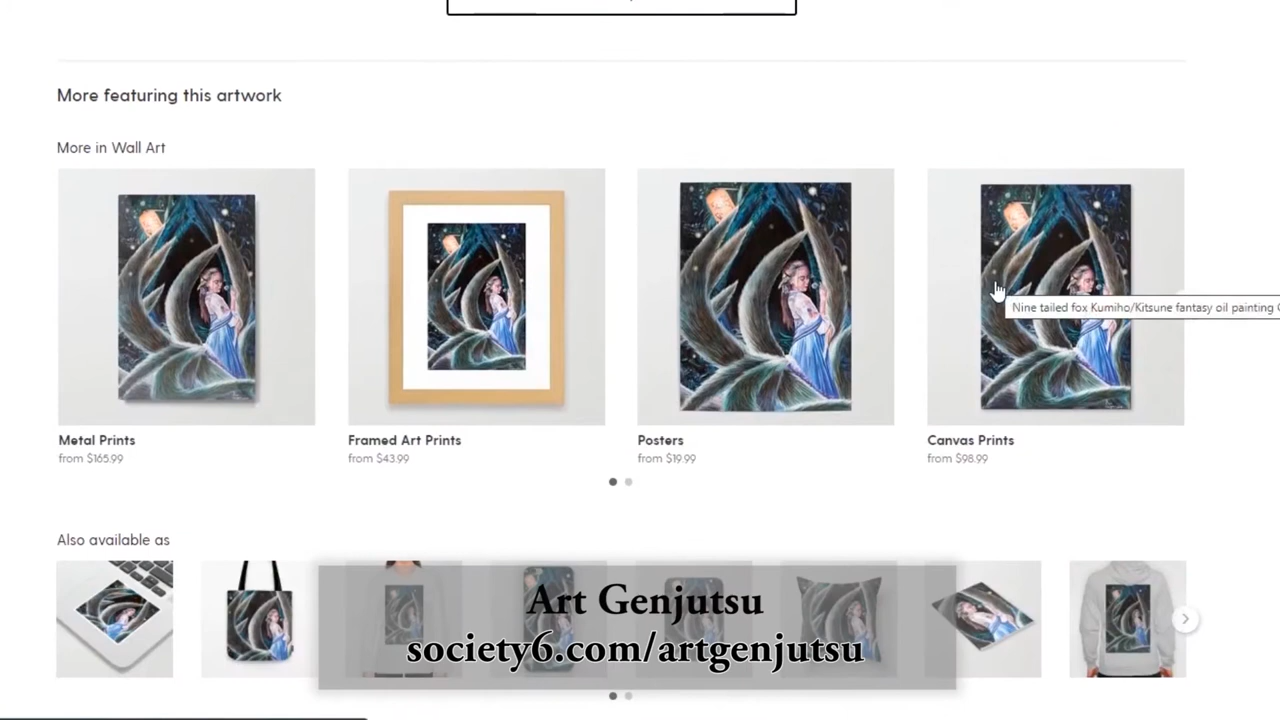 More featuring this artwork
More in Wall Art
Nine tailed fox Kumiho/Kitsune fantasy oil painting
Metal Prints
from $165.99
Framed Art Prints
from $43.99
Posters
from $19.99
Canvas Prints
from $98.99
Also available as
Art Genjutsu
society6.com/artgenjutsu